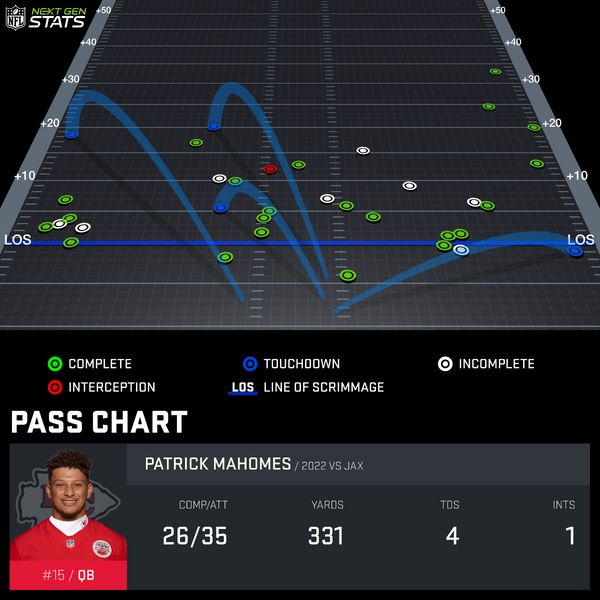 NFL NEXT GEN STATS
+50 +50
+30 +30
+20 +20
+10 +10
LOS LOS
COMPLETE TOUCHDOWN INCOMPLETE
INTERCEPTION LOS LINE OF SCRIMMAGE
PASS CHART
PATRICK MAHOMES / 2022 VS JAX
COMP/ATT YARDS TDS INTS
26/35 331 4 1
#15 / QB